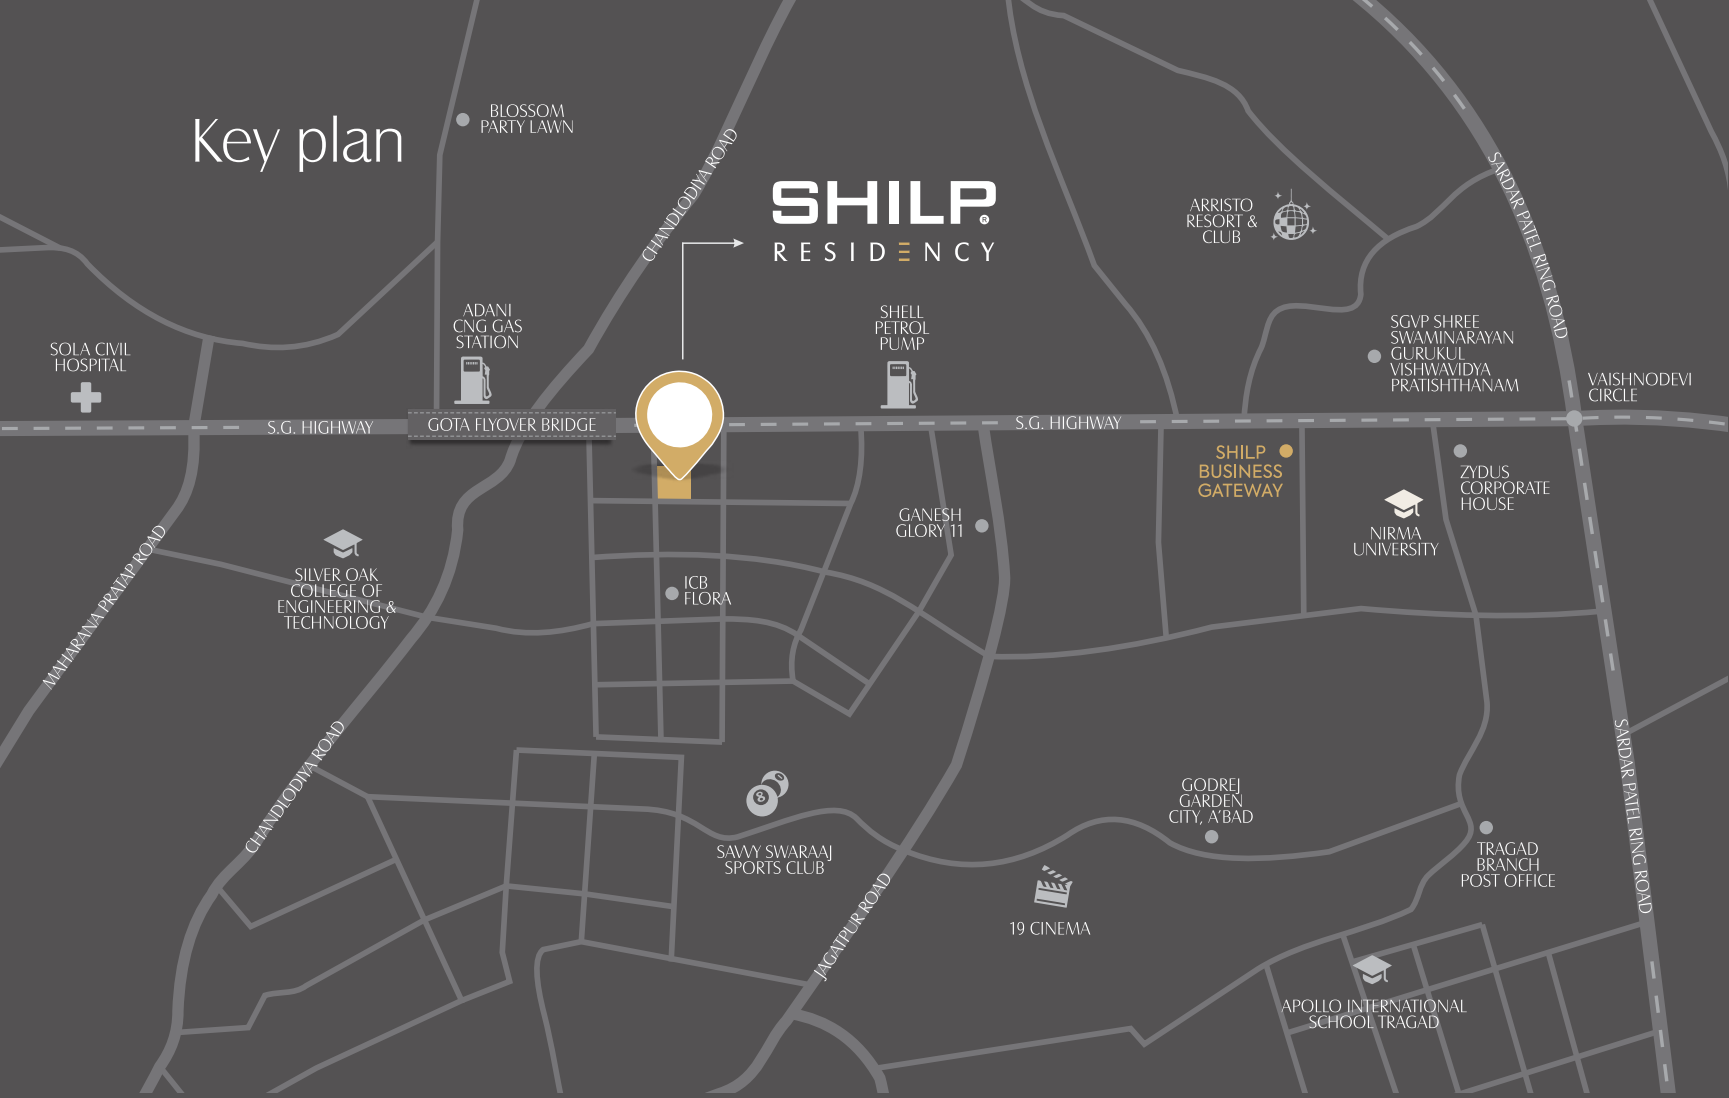 Key plan
BLOSSOM
PARTY LAWN
CHANDLODIYA ROAD
SHILP®
RESIDENCY
ARRISTO
RESORT &
CLUB
SARDAR PATEL RING ROAD
ADANI
CNG GAS
STATION
SHELL
PETROL
PUMP
SGVP SHREE
SWAMINARAYAN
GURUKUL
VISHWAVIDYA
PRATISHTHANAM
SOLA CIVIL
HOSPITAL
VAISHNODEVI
CIRCLE
S.G. HIGHWAY
GOTA FLYOVER BRIDGE
S.G. HIGHWAY
SHILP
BUSINESS
GATEWAY
ZYDUS
CORPORATE
HOUSE
GANESH
GLORY 11
NIRMA
UNIVERSITY
MAHARANA PRATAP ROAD
SILVER OAK
COLLEGE OF
ENGINEERING &
TECHNOLOGY
ICB
FLORA
CHANDLODIYA ROAD
SARDAR PATEL RING ROAD
8
SAVVY SWARAAJ
SPORTS CLUB
GODREJ
GARDEN
CITY, A'BAD
TRAGAD
BRANCH
POST OFFICE
JAGATPUR ROAD
19 CINEMA
APOLLO INTERNATIONAL
SCHOOL TRAGAD